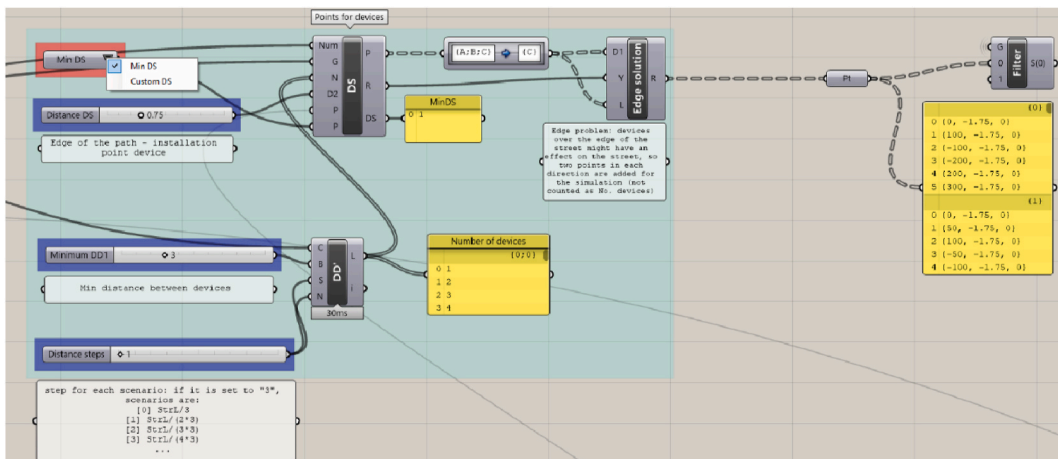 Points for devices
Min DS
Min DS
Custom DS
Num
G
N
D2
P
P
DS
P
R
DS
{A;B;C}
{C}
D1
Y
L
Edge solution
R
Pt
G
0
1
Filter
S(0)
Distance DS
0.75
Edge of the path - installation
point device
MinDS
0 1
Edge problem: devices
over the edge of the
street might have an
effect on the street, so
two points in each
direction are added for
the simulation (not
counted as No. devices)
{0}
0 {0, -1.75, 0}
1 {100, -1.75, 0}
2 {-100, -1.75, 0}
3 {-200, -1.75, 0}
4 {200, -1.75, 0}
5 {300, -1.75, 0}
{1}
0 {0, -1.75, 0}
1 {50, -1.75, 0}
2 {100, -1.75, 0}
3 {-50, -1.75, 0}
4 {-100, -1.75, 0}
Minimum DD1
3
Min distance between devices
C
B
S
N
DD'
L
i
30ms
Number of devices
{0;0}
0 1
1 2
2 3
3 4
Distance steps
1
step for each scenario: if it is set to "3",
scenarios are:
[0] StrL/3
[1] StrL/(2*3)
[2] StrL/(3*3)
[3] StrL/(4*3)
...